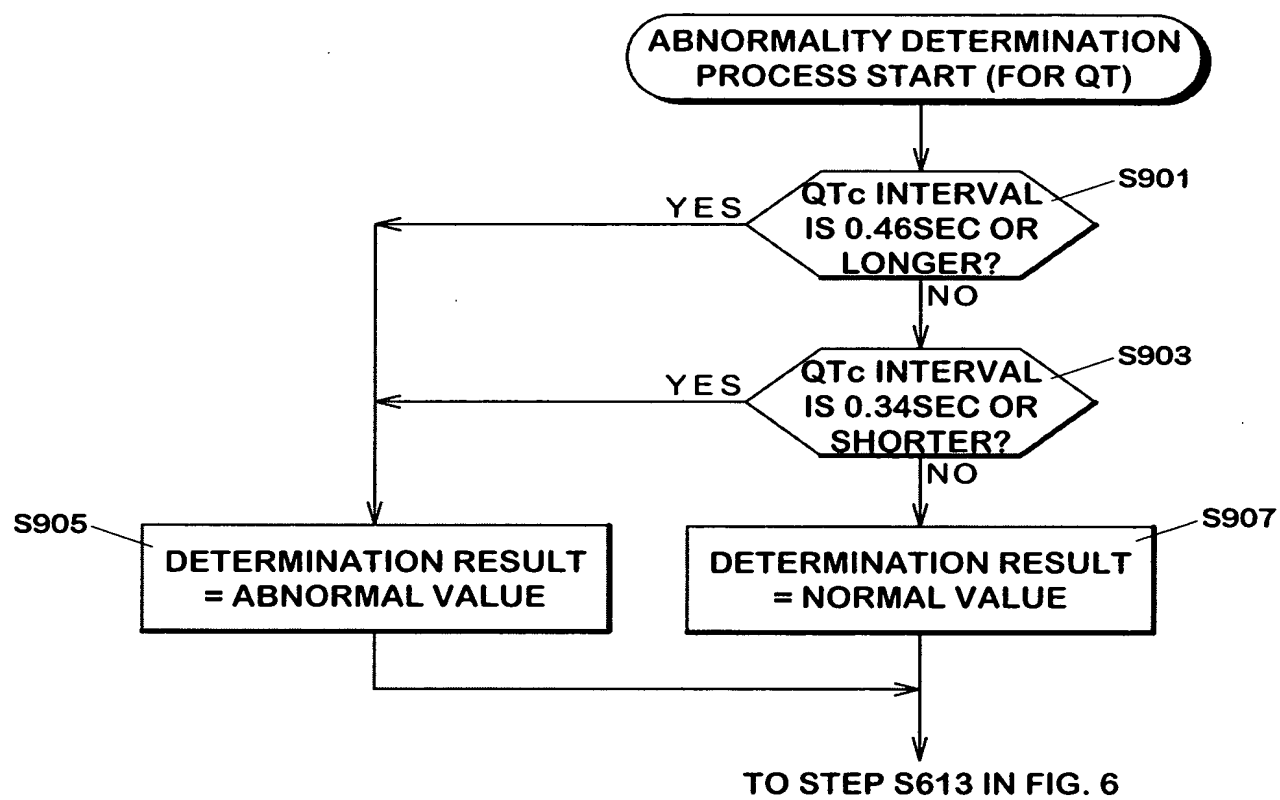 ABNORMALITY DETERMINATION
PROCESS START (FOR QT)
S901
QTc INTERVAL
IS 0.46SEC OR
LONGER?
YES
NO
S903
QTc INTERVAL
IS 0.34SEC OR
SHORTER?
YES
NO
S905
DETERMINATION RESULT
= ABNORMAL VALUE
S907
DETERMINATION RESULT
= NORMAL VALUE
TO STEP S613 IN FIG. 6